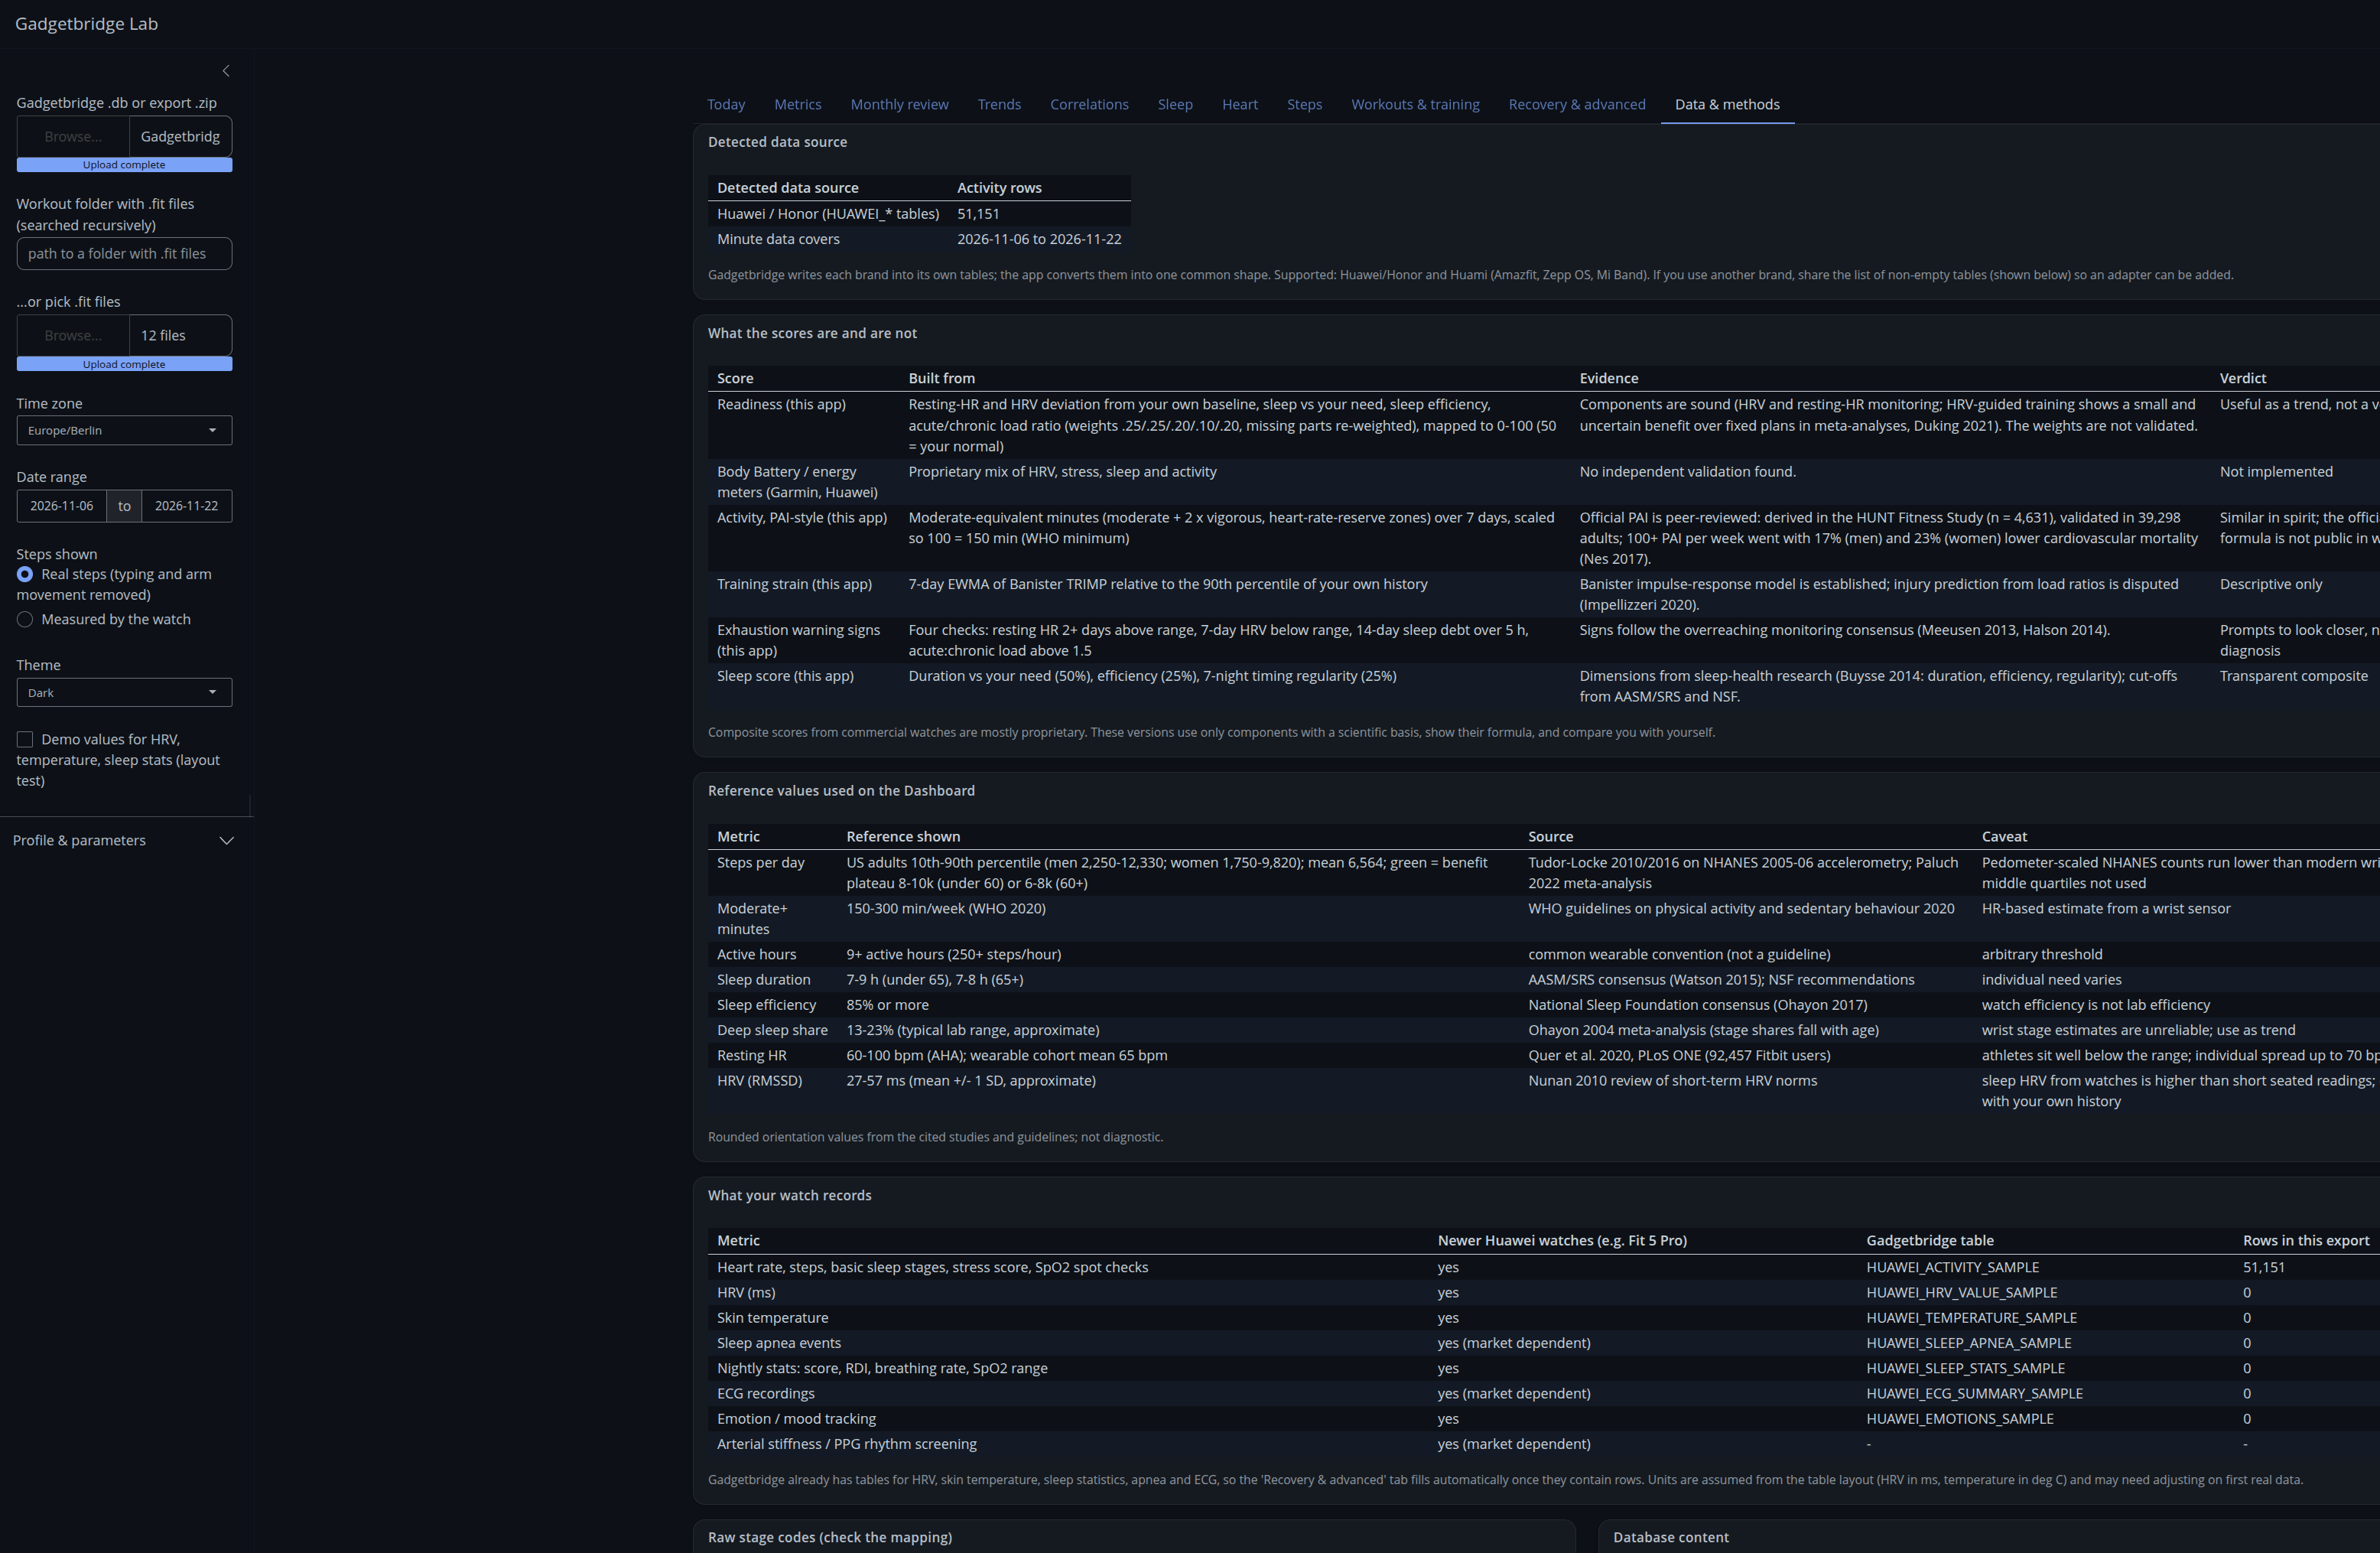 Gadgetbridge Lab
Gadgetbridge .db or export .zip
Browse...
Gadgetbridg
Upload complete
Workout folder with .fit files
(searched recursively)
path to a folder with .fit files
...or pick .fit files
Browse...
12 files
Upload complete
Time zone
Europe/Berlin
Date range
2026-11-06 to 2026-11-22
Steps shown
Real steps (typing and arm
movement removed)
Measured by the watch
Theme
Dark
Demo values for HRV,
temperature, sleep stats (layout
test)
Profile & parameters
Today Metrics Monthly review Trends Correlations Sleep Heart Steps Workouts & training Recovery & advanced Data & methods
Detected data source
Detected data source Activity rows
Huawei / Honor (HUAWEI_* tables) 51,151
Minute data covers 2026-11-06 to 2026-11-22
Gadgetbridge writes each brand into its own tables; the app converts them into one common shape. Supported: Huawei/Honor and Huami (Amazfit, Zepp OS, Mi Band). If you use another brand, share the list of non-empty tables (shown below) so an adapter can be added.
What the scores are and are not
Score Built from Evidence Verdict
Readiness (this app)
Resting-HR and HRV deviation from your own baseline, sleep vs your need, sleep efficiency,
acute/chronic load ratio (weights .25/.25/.20/.10/.20, missing parts re-weighted), mapped to 0-100 (50
= your normal)
Components are sound (HRV and resting-HR monitoring; HRV-guided training shows a small and
uncertain benefit over fixed plans in meta-analyses, Duking 2021). The weights are not validated.
Useful as a trend, not a v
Body Battery / energy
meters (Garmin, Huawei)
Proprietary mix of HRV, stress, sleep and activity
No independent validation found.
Not implemented
Activity, PAI-style (this app)
Moderate-equivalent minutes (moderate + 2 x vigorous, heart-rate-reserve zones) over 7 days, scaled
so 100 = 150 min (WHO minimum)
Official PAI is peer-reviewed: derived in the HUNT Fitness Study (n = 4,631), validated in 39,298
adults; 100+ PAI per week went with 17% (men) and 23% (women) lower cardiovascular mortality
(Nes 2017).
Similar in spirit; the offici
formula is not public in w
Training strain (this app)
7-day EWMA of Banister TRIMP relative to the 90th percentile of your own history
Banister impulse-response model is established; injury prediction from load ratios is disputed
(Impellizzeri 2020).
Descriptive only
Exhaustion warning signs
(this app)
Four checks: resting HR 2+ days above range, 7-day HRV below range, 14-day sleep debt over 5 h,
acute:chronic load above 1.5
Signs follow the overreaching monitoring consensus (Meeusen 2013, Halson 2014).
Prompts to look closer, n
diagnosis
Sleep score (this app)
Duration vs your need (50%), efficiency (25%), 7-night timing regularity (25%)
Dimensions from sleep-health research (Buysse 2014: duration, efficiency, regularity); cut-offs
from AASM/SRS and NSF.
Transparent composite
Composite scores from commercial watches are mostly proprietary. These versions use only components with a scientific basis, show their formula, and compare you with yourself.
Reference values used on the Dashboard
Metric Reference shown Source Caveat
Steps per day
US adults 10th-90th percentile (men 2,250-12,330; women 1,750-9,820); mean 6,564; green = benefit
plateau 8-10k (under 60) or 6-8k (60+)
Tudor-Locke 2010/2016 on NHANES 2005-06 accelerometry; Paluch
2022 meta-analysis
Pedometer-scaled NHANES counts run lower than modern wri
middle quartiles not used
Moderate+
minutes
150-300 min/week (WHO 2020)
WHO guidelines on physical activity and sedentary behaviour 2020
HR-based estimate from a wrist sensor
Active hours 9+ active hours (250+ steps/hour) common wearable convention (not a guideline) arbitrary threshold
Sleep duration 7-9 h (under 65), 7-8 h (65+) AASM/SRS consensus (Watson 2015); NSF recommendations individual need varies
Sleep efficiency 85% or more National Sleep Foundation consensus (Ohayon 2017) watch efficiency is not lab efficiency
Deep sleep share 13-23% (typical lab range, approximate) Ohayon 2004 meta-analysis (stage shares fall with age) wrist stage estimates are unreliable; use as trend
Resting HR 60-100 bpm (AHA); wearable cohort mean 65 bpm Quer et al. 2020, PLoS ONE (92,457 Fitbit users) athletes sit well below the range; individual spread up to 70 bp
HRV (RMSSD) 27-57 ms (mean +/- 1 SD, approximate) Nunan 2010 review of short-term HRV norms sleep HRV from watches is higher than short seated readings;
with your own history
Rounded orientation values from the cited studies and guidelines; not diagnostic.
What your watch records
Metric Newer Huawei watches (e.g. Fit 5 Pro) Gadgetbridge table Rows in this export
Heart rate, steps, basic sleep stages, stress score, SpO2 spot checks yes HUAWEI_ACTIVITY_SAMPLE 51,151
HRV (ms) yes HUAWEI_HRV_VALUE_SAMPLE 0
Skin temperature yes HUAWEI_TEMPERATURE_SAMPLE 0
Sleep apnea events yes (market dependent) HUAWEI_SLEEP_APNEA_SAMPLE 0
Nightly stats: score, RDI, breathing rate, SpO2 range yes HUAWEI_SLEEP_STATS_SAMPLE 0
ECG recordings yes (market dependent) HUAWEI_ECG_SUMMARY_SAMPLE 0
Emotion / mood tracking yes HUAWEI_EMOTIONS_SAMPLE 0
Arterial stiffness / PPG rhythm screening yes (market dependent) - -
Gadgetbridge already has tables for HRV, skin temperature, sleep statistics, apnea and ECG, so the 'Recovery & advanced' tab fills automatically once they contain rows. Units are assumed from the table layout (HRV in ms, temperature in deg C) and may need adjusting on first real data.
Raw stage codes (check the mapping)
Database content